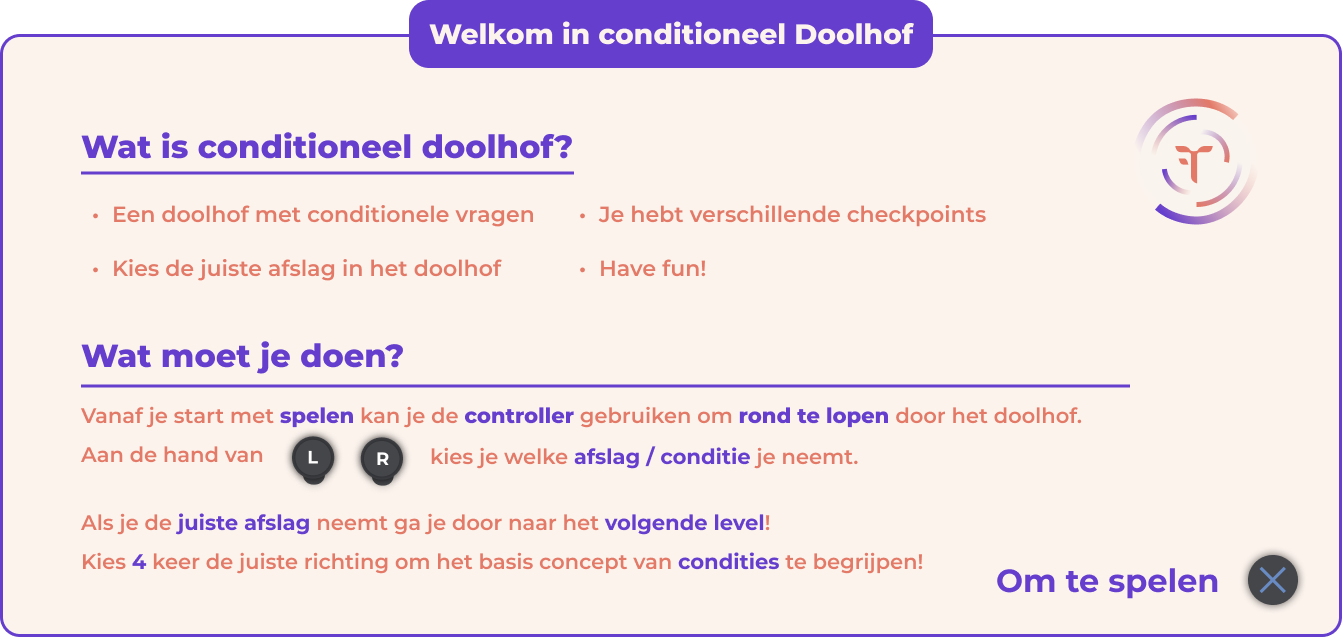 Welkom in conditioneel Doolhof
Wat is conditioneel doolhof?
• Een doolhof met conditionele vragen
• Je hebt verschillende checkpoints
• Kies de juiste afslag in het doolhof
• Have fun!
Wat moet je doen?
Vanaf je start met spelen kan je de controller gebruiken om rond te lopen door het doolhof.
Aan de hand van L R kies je welke afslag / conditie je neemt.
Als je de juiste afslag neemt ga je door naar het volgende level!
Kies 4 keer de juiste richting om het basis concept van condities te begrijpen!
Om te spelen